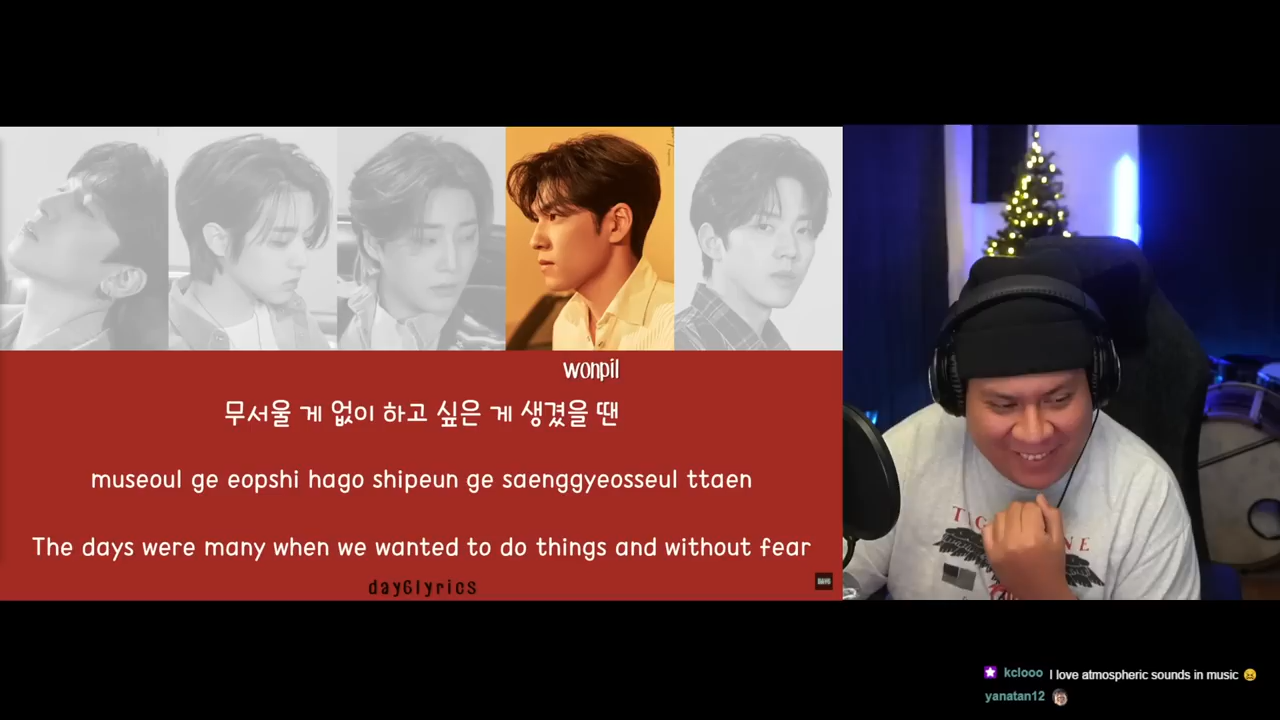 wonpil
무서울 게 없이 하고 싶은 게 생겼을 땐
museoul ge eopshi hago shipeun ge saenggyeosseul ttaen
The days were many when we wanted to do things and without fear
day6lyrics
DAY6
kclooo I love atmospheric sounds in music 😆
yanatan12